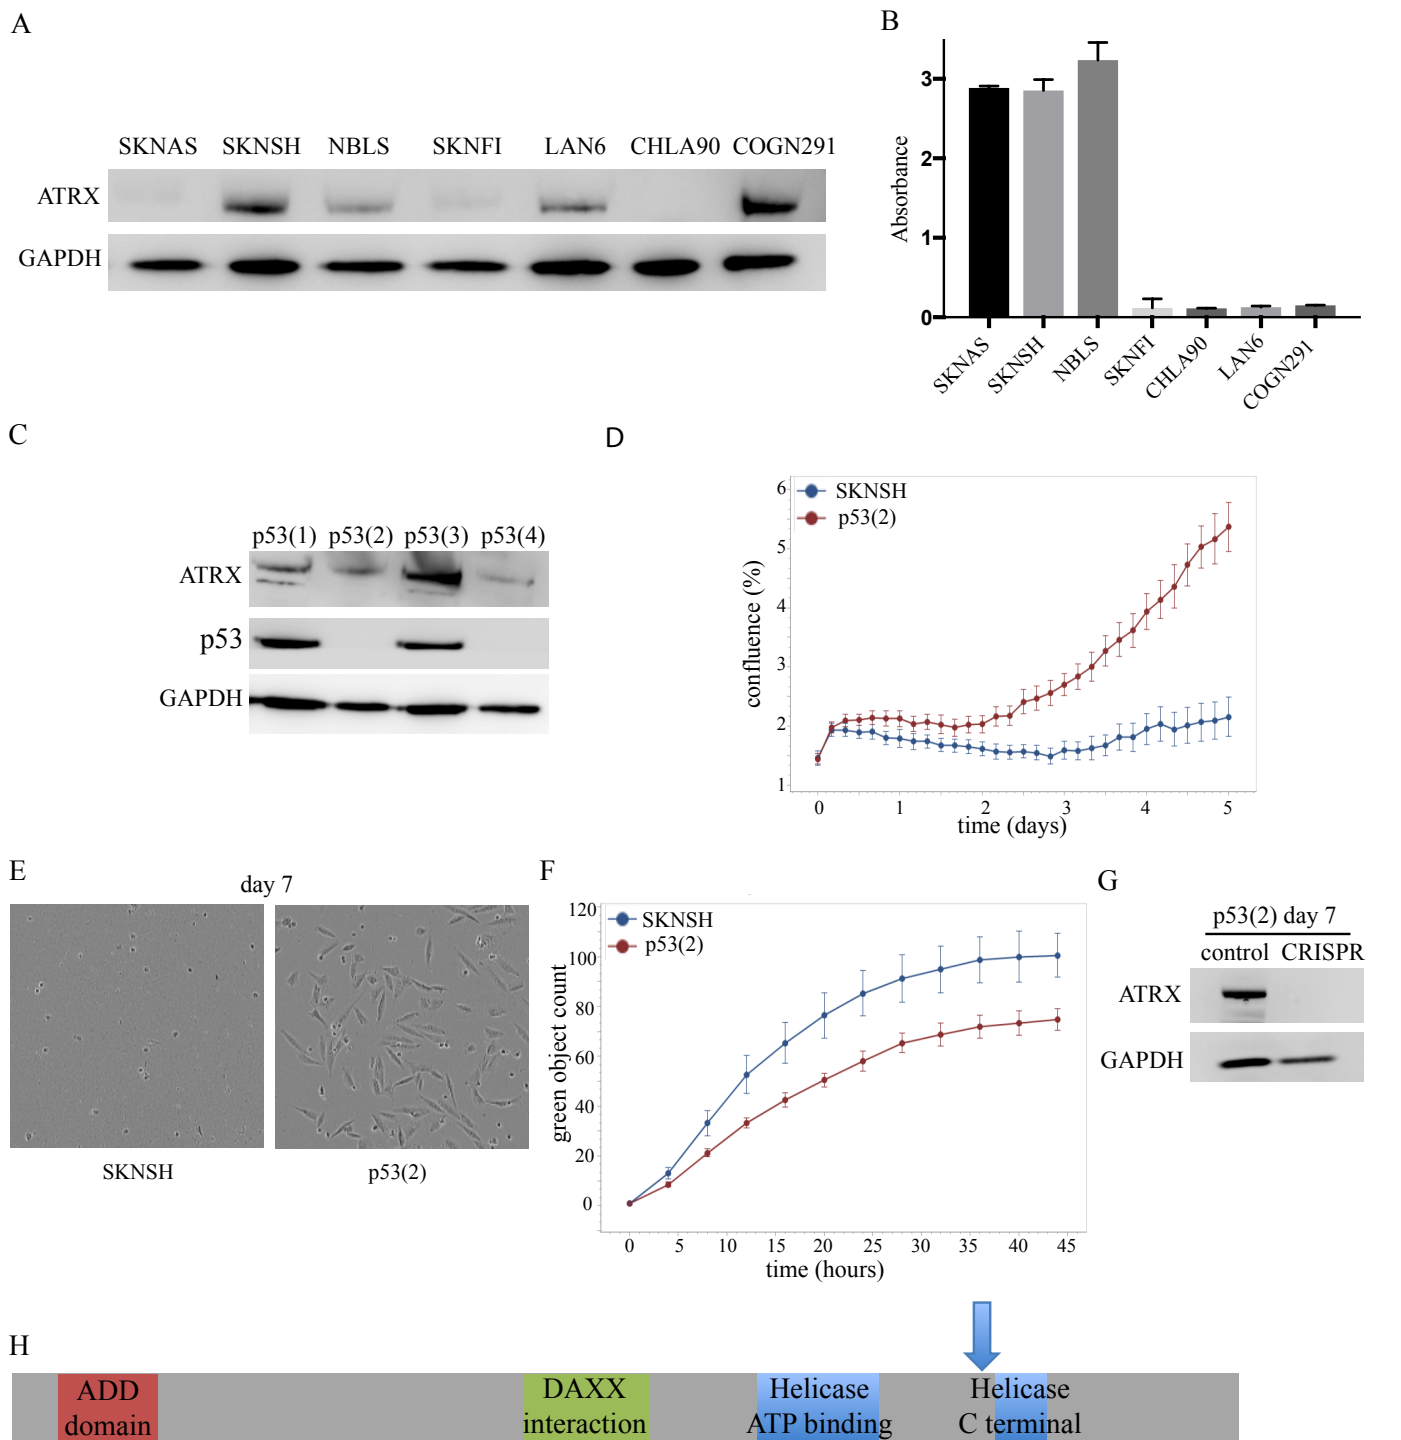 A
SKNAS SKNSH NBLS SKNFI LAN6 CHLA90 COGN291
ATRX
GAPDH
B
Absorbance
3
2
1
0
SKNAS
SKNSH
NBLS
SKNFI
CHLA90
LAN6
COGN291
C
p53(1) p53(2) p53(3) p53(4)
ATRX
p53
GAPDH
D
SKNSH
p53(2)
confluence (%)
6
5
4
3
2
1
0 1 2 3 4 5
time (days)
E
day 7
SKNSH p53(2)
F
SKNSH
p53(2)
green object count
120
100
80
60
40
20
0
0 5 10 15 20 25 30 35 40 45
time (hours)
G
p53(2) day 7
control CRISPR
ATRX
GAPDH
H
ADD
domain
DAXX
interaction
Helicase
ATP binding
Helicase
C terminal